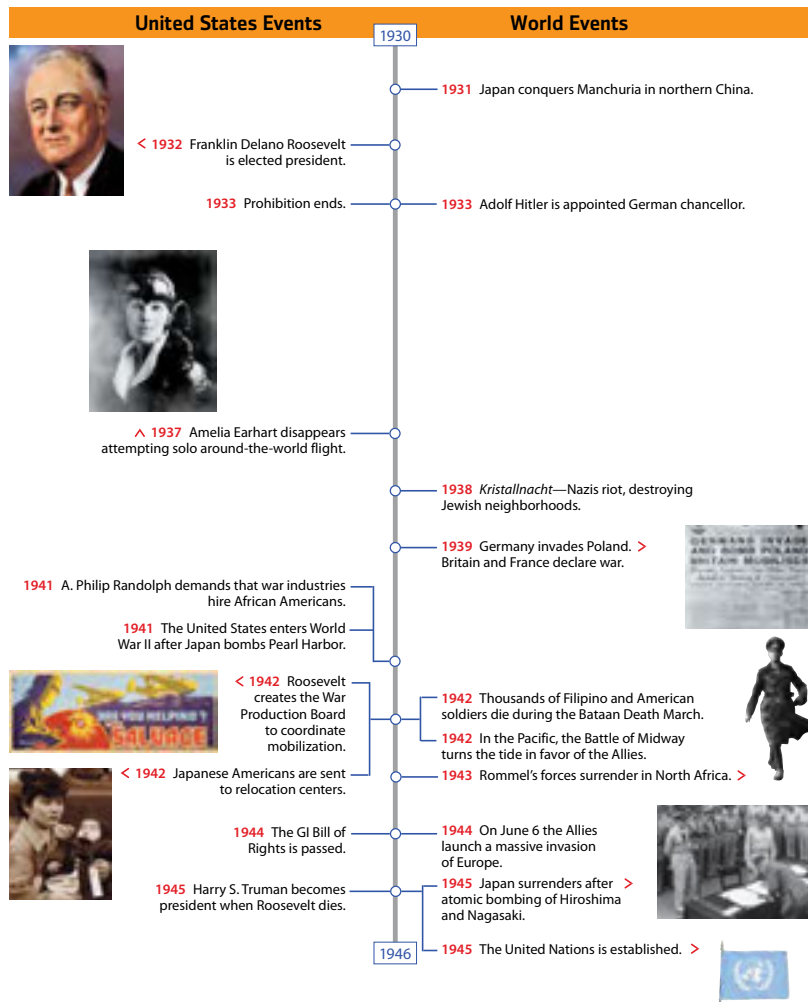 United States Events
World Events
1930
1931 Japan conquers Manchuria in northern China.
< 1932 Franklin Delano Roosevelt
is elected president.
1933 Prohibition ends.
1933 Adolf Hitler is appointed German chancellor.
^ 1937 Amelia Earhart disappears
attempting solo around-the-world flight.
1938 Kristallnacht—Nazis riot, destroying
Jewish neighborhoods.
1939 Germany invades Poland. >
Britain and France declare war.
GERMANS INVADE
AND BOMB POLAND
BRITAIN MOBILISES
1941 A. Philip Randolph demands that war industries
hire African Americans.
1941 The United States enters World
War II after Japan bombs Pearl Harbor.
< 1942 Roosevelt
creates the War
Production Board
to coordinate
mobilization.
ARE YOU HELPING?
SALVAGE
1942 Thousands of Filipino and American
soldiers die during the Bataan Death March.
1942 In the Pacific, the Battle of Midway
turns the tide in favor of the Allies.
< 1942 Japanese Americans are sent
to relocation centers.
1943 Rommel's forces surrender in North Africa. >
1944 The GI Bill of
Rights is passed.
1944 On June 6 the Allies
launch a massive invasion
of Europe.
1945 Harry S. Truman becomes
president when Roosevelt dies.
1945 Japan surrenders after >
atomic bombing of Hiroshima
and Nagasaki.
1945 The United Nations is established. >
1946